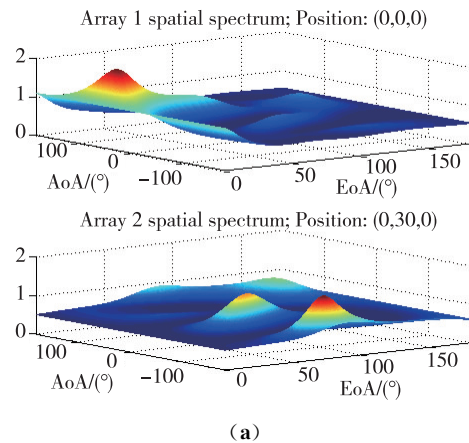 Array 1 spatial spectrum; Position: (0,0,0)
2
1
0
100
0
-100
AoA/(°)
0
50
100
150
EoA/(°)
Array 2 spatial spectrum; Position: (0,30,0)
2
1
0
100
0
-100
AoA/(°)
0
50
100
150
EoA/(°)
(a)